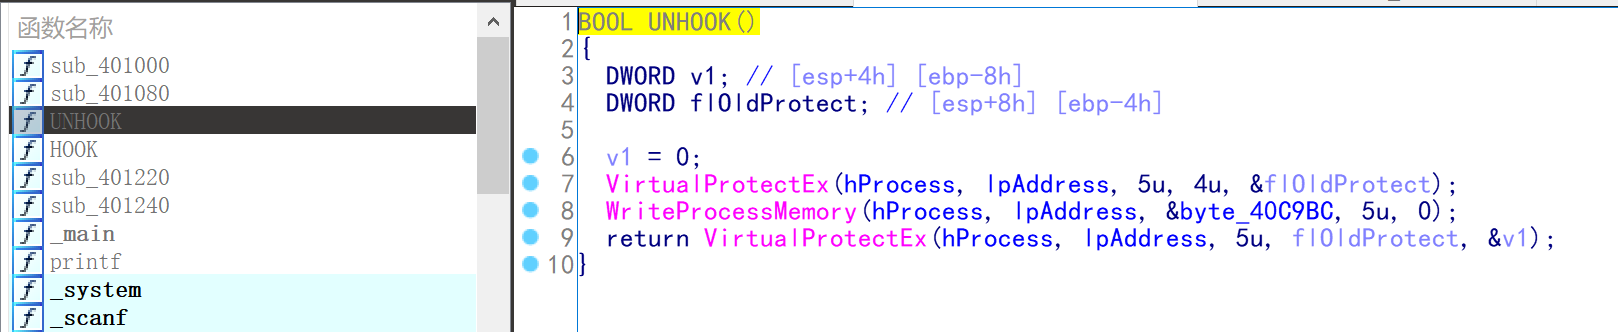 函数名称
f sub_401000
f sub_401080
f UNHOOK
f HOOK
f sub_401220
f sub_401240
f _main
f printf
f _system
f _scanf
1 BOOL UNHOOK()
2 {
3 DWORD v1; // [esp+4h] [ebp-8h]
4 DWORD flOldProtect; // [esp+8h] [ebp-4h]
5
6 v1 = 0;
7 VirtualProtectEx(hProcess, lpAddress, 5u, 4u, &flOldProtect);
8 WriteProcessMemory(hProcess, lpAddress, &byte_40C9BC, 5u, 0);
9 return VirtualProtectEx(hProcess, lpAddress, 5u, flOldProtect, &v1);
10 }